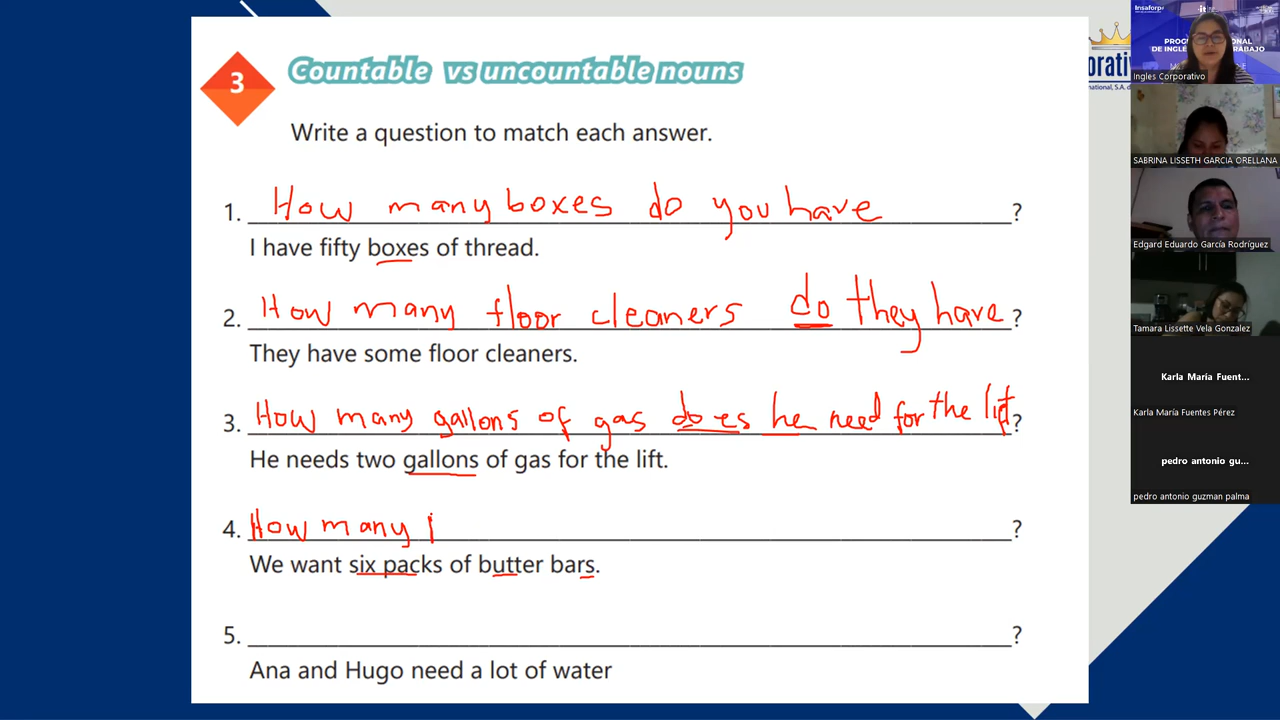 3
Countable vs uncountable nouns
Write a question to match each answer.
1. How many boxes do you have ?
I have fifty boxes of thread.
2. How many floor cleaners do they have ?
They have some floor cleaners.
3. How many gallons of gas does he need for the lift ?
He needs two gallons of gas for the lift.
4. How many ?
We want six packs of butter bars.
5. ?
Ana and Hugo need a lot of water
Insaforp
Ingles Corporativo
SABRINA LISSETH GARCIA ORELLANA
Edgard Eduardo García Rodríguez
Tamara Lissette Vela Gonzalez
Karla María Fuent...
Karla María Fuentes Pérez
pedro antonio gu...
pedro antonio guzman palma